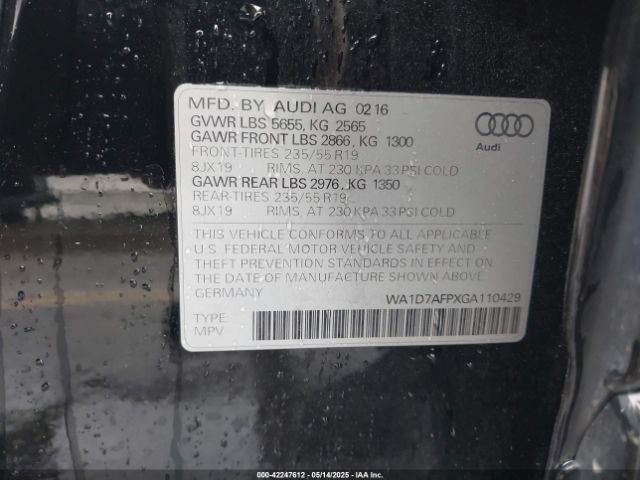 MFD. BY AUDI AG 02 16
GVWR LBS 5655, KG 2565
GAWR FRONT LBS 2866, KG 1300
FRONT-TIRES 235/55 R19
8JX19 RIMS, AT 230 KPA 33 PSI COLD
GAWR REAR LBS 2976, KG 1350
REAR-TIRES 235/55 R19
8JX19 RIMS, AT 230 KPA 33 PSI COLD
Audi
THIS VEHICLE CONFORMS TO ALL APPLICABLE
U.S. FEDERAL MOTOR VEHICLE SAFETY AND
THEFT PREVENTION STANDARDS IN EFFECT ON
THE DATE OF MANUFACTURE SHOWN ABOVE.
GERMANY
WA1D7AFPXGA110429
TYPE
MPV
000-42247612 | 05/14/2025 | IAA Inc.